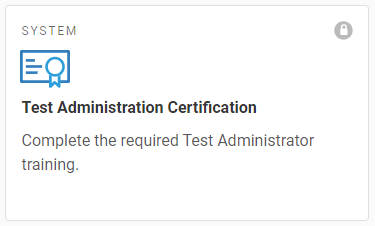 SYSTEM
Test Administration Certification
Complete the required Test Administrator
training.